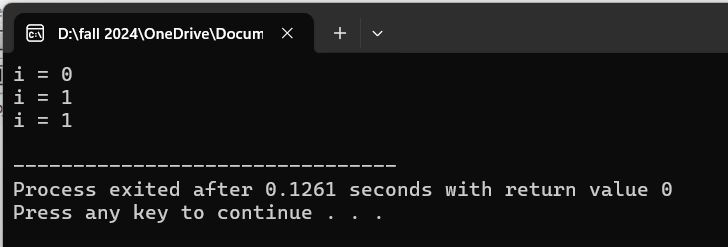 D:\fall 2024\OneDrive\Docum
i = 0
i = 1
i = 1
--------------------------------
Process exited after 0.1261 seconds with return value 0
Press any key to continue . . .